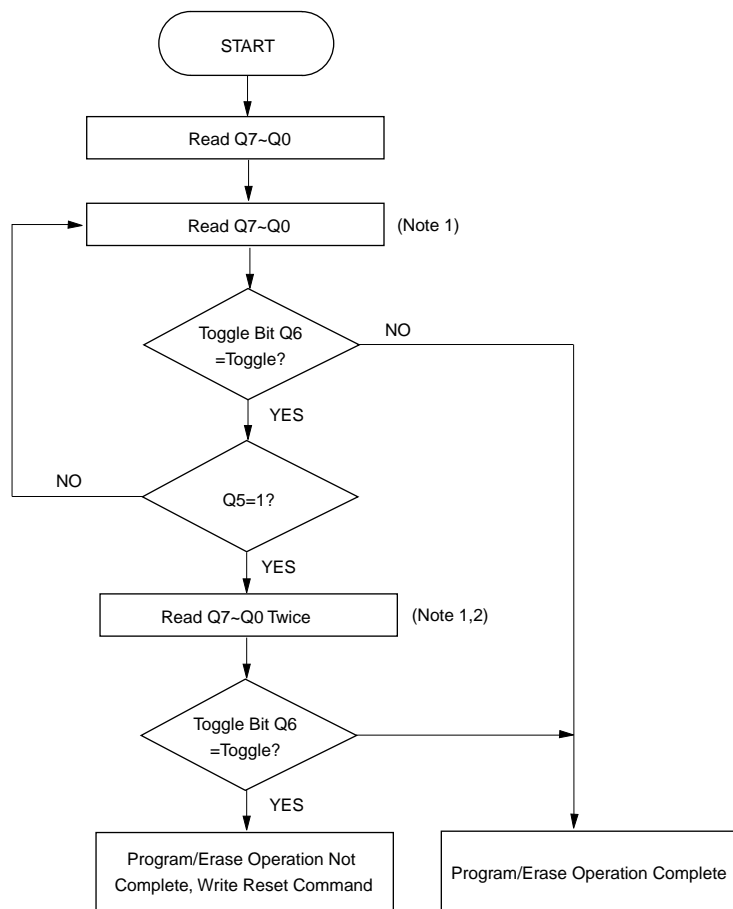 START
Read Q7~Q0
Read Q7~Q0
(Note 1)
Toggle Bit Q6
=Toggle?
NO
YES
NO
Q5=1?
YES
Read Q7~Q0 Twice
(Note 1,2)
Toggle Bit Q6
=Toggle?
YES
Program/Erase Operation Not
Complete, Write Reset Command
Program/Erase Operation Complete